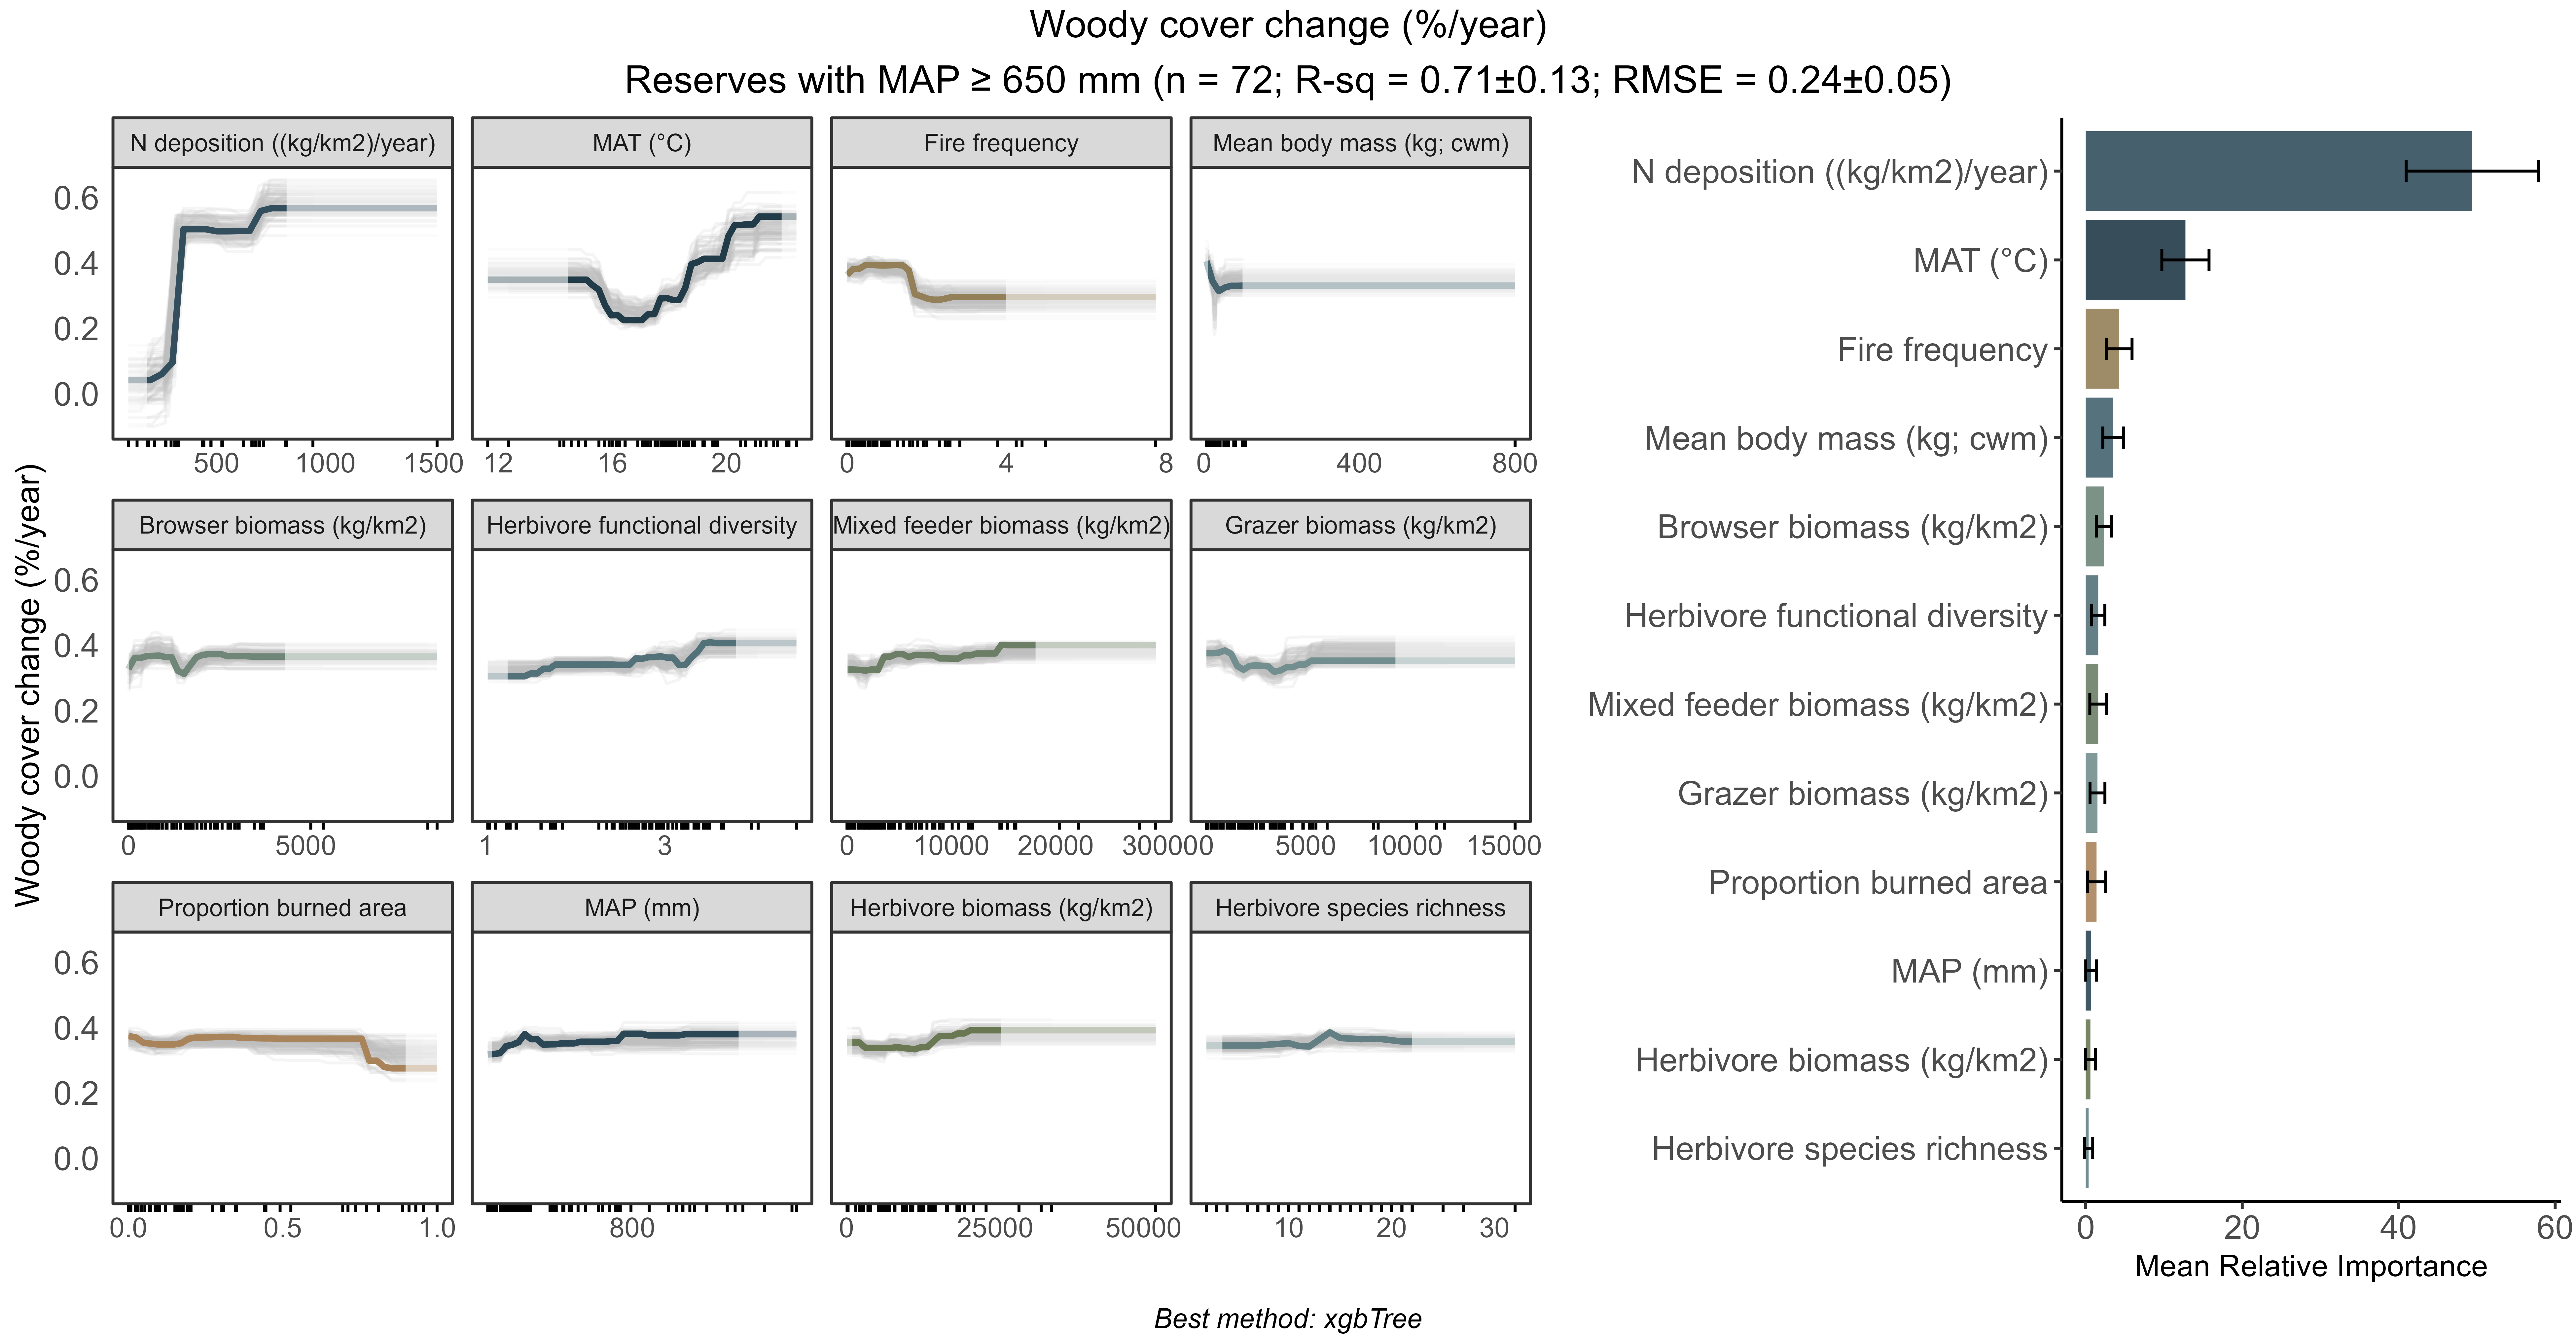 Woody cover change (%/year)
Reserves with MAP ≥ 650 mm (n = 72; R-sq = 0.71±0.13; RMSE = 0.24±0.05)
Woody cover change (%/year)
N deposition ((kg/km2)/year) MAT (°C) Fire frequency Mean body mass (kg; cwm)
0.6
0.4
0.2
0.0
500 1000 1500 12 16 20 0 4 8 0 400 800
Browser biomass (kg/km2) Herbivore functional diversity Mixed feeder biomass (kg/km2) Grazer biomass (kg/km2)
0.6
0.4
0.2
0.0
0 5000 1 3 0 10000 20000 30000 0 5000 10000 15000
Proportion burned area MAP (mm) Herbivore biomass (kg/km2) Herbivore species richness
0.6
0.4
0.2
0.0
0.0 0.5 1.0 800 0 25000 50000 10 20 30
N deposition ((kg/km2)/year)
MAT (°C)
Fire frequency
Mean body mass (kg; cwm)
Browser biomass (kg/km2)
Herbivore functional diversity
Mixed feeder biomass (kg/km2)
Grazer biomass (kg/km2)
Proportion burned area
MAP (mm)
Herbivore biomass (kg/km2)
Herbivore species richness
0 20 40 60
Mean Relative Importance
Best method: xgbTree